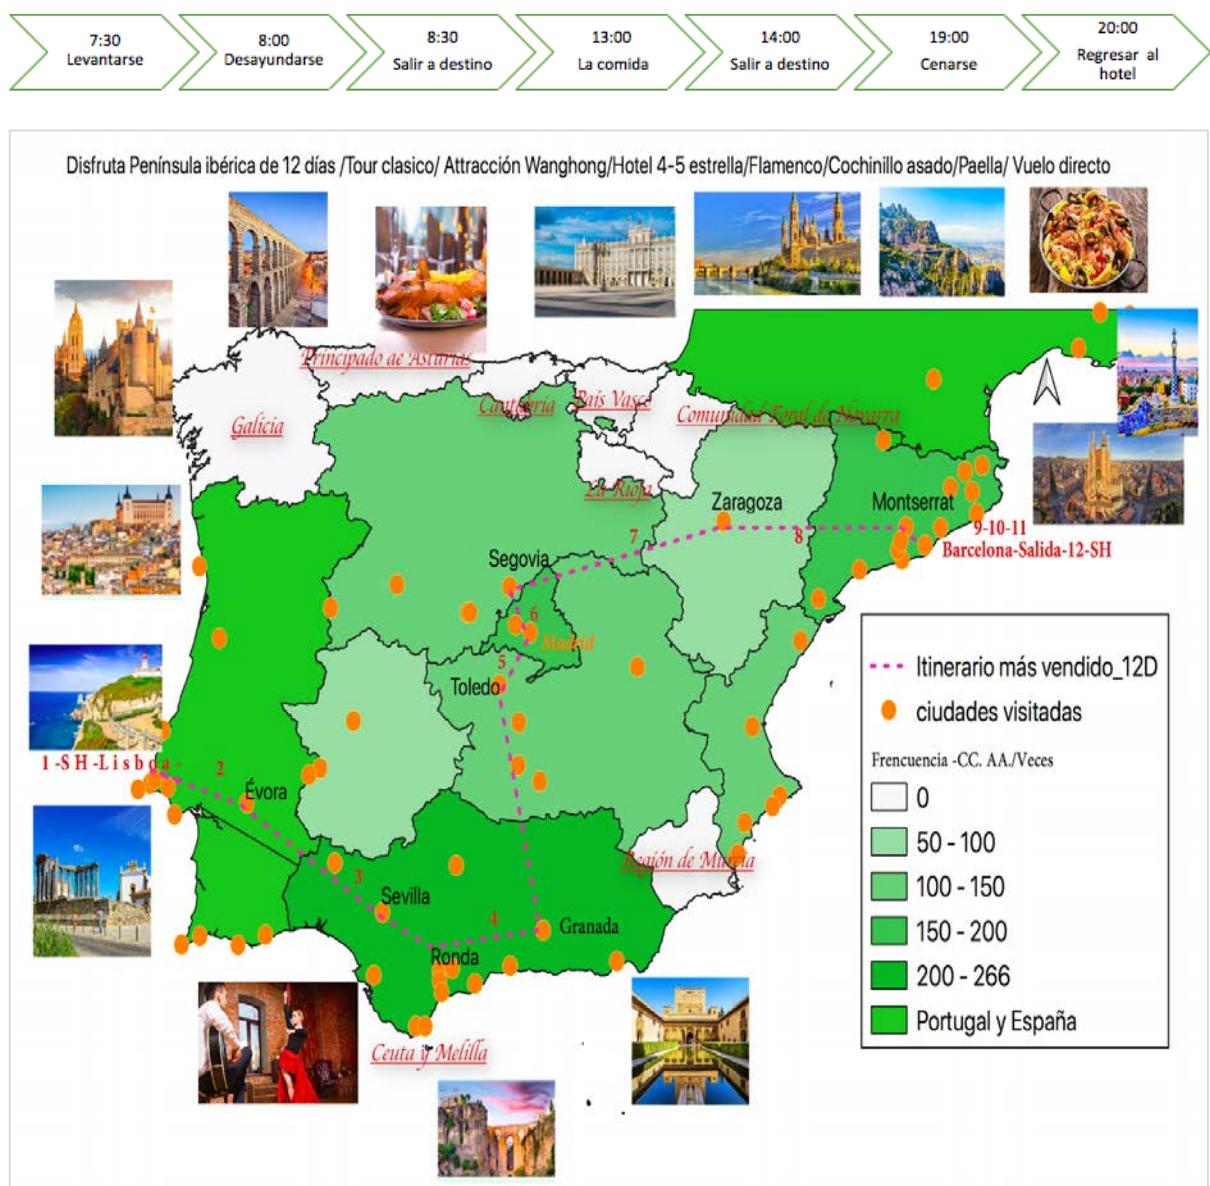 7:30
Levantarse
8:00
Desayundarse
8:30
Salir a destino
13:00
La comida
14:00
Salir a destino
19:00
Cenarse
20:00
Regresar al
hotel
Disfruta Península ibérica de 12 días /Tour clasico/ Attracción Wanghong/Hotel 4-5 estrella/Flamenco/Cochinillo asado/Paella/ Vuelo directo
Principado de Asturias
Cantabria
País Vasco
Comunidad Foral de Navarra
Galicia
La Rioja
Zaragoza
Montserrat
7
8
9-10-11
Barcelona-Salida-12-SH
Segovia
6
Madrid
5
Toledo
1 -S H -L i s b o a -
2
Évora
3
Sevilla
4
Granada
Ronda
Región de Murcia
Ceuta y Melilla
Itinerario más vendido_12D
ciudades visitadas
Frencuencia -CC. AA./Veces
0
50 - 100
100 - 150
150 - 200
200 - 266
Portugal y España